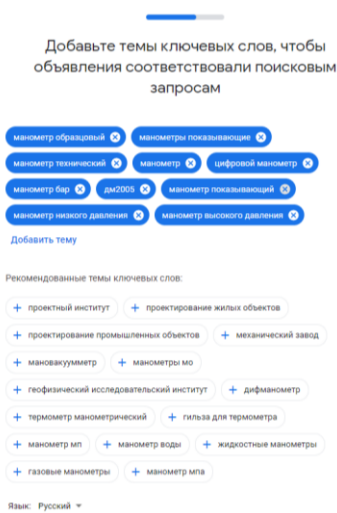 Добавьте темы ключевых слов, чтобы
объявления соответствовали поисковым
запросам
манометр образцовый манометры показывающие
манометр технический манометр цифровой манометр
манометр бар дм2005 манометр показывающий
манометр низкого давления манометр высокого давления
Добавить тему
Рекомендованные темы ключевых слов:
+ проектный институт + проектирование жилых объектов
+ проектирование промышленных объектов + механический завод
+ мановакуумметр + манометры мо
+ геофизический исследовательский институт + дифманометр
+ термометр манометрический + гильза для термометра
+ манометр мп + манометр воды + жидкостные манометры
+ газовые манометры + манометр мпа
Язык: Русский